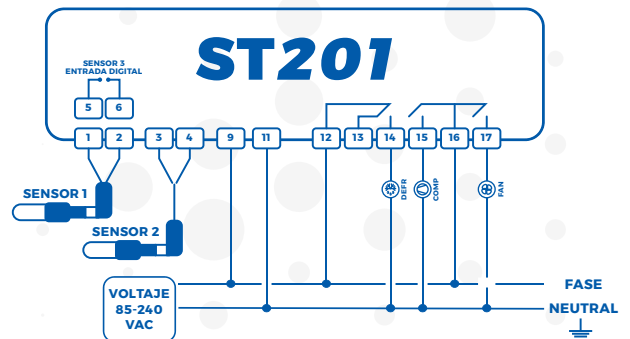 ST201
SENSOR 3
ENTRADA DIGITAL
5 6
1 2 3 4 9 11 12 13 14 15 16 17
SENSOR 1
SENSOR 2
DEFR
COMP
FAN
VOLTAJE
85-240
VAC
FASE
NEUTRAL